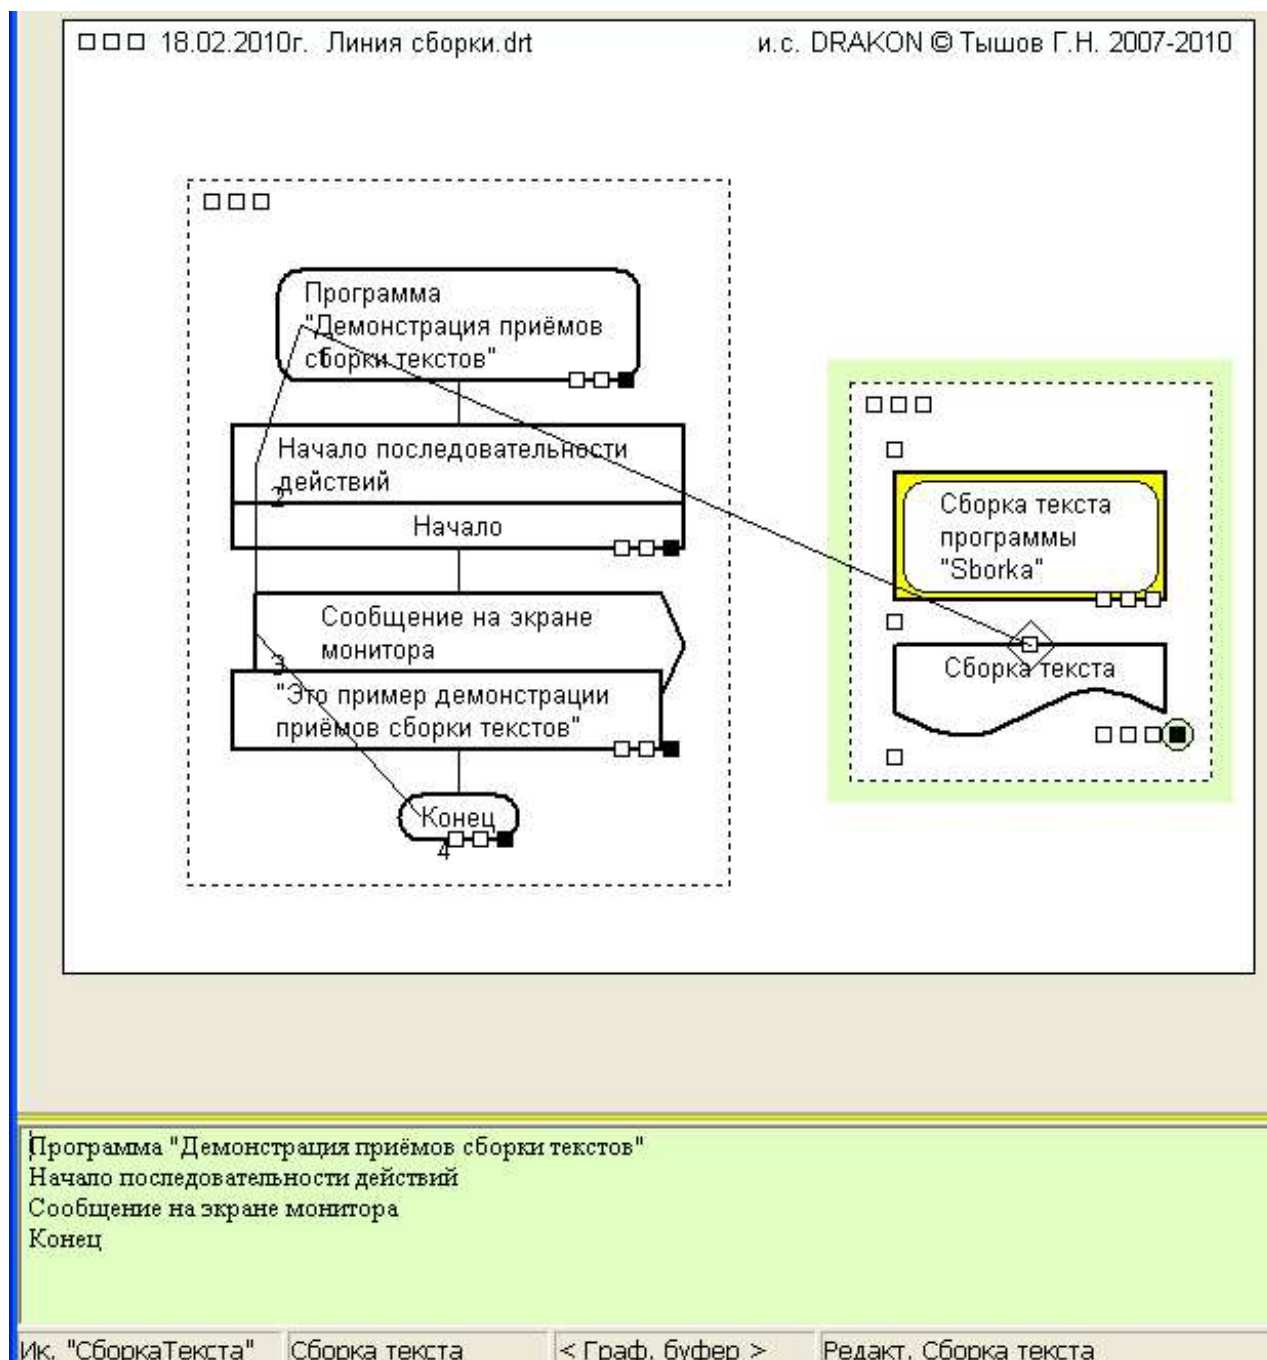 18.02.2010г. Линия сборки.drt
и.с. DRAKON © Тышов Г.Н. 2007-2010
Программа
"Демонстрация приёмов
сборки текстов"
1
Начало последовательности
действий
2
Начало
Сообщение на экране
монитора
3
"Это пример демонстрации
приёмов сборки текстов"
Конец
4
Сборка текста
программы
"Sborka"
Сборка текста
Программа "Демонстрация приёмов сборки текстов"
Начало последовательности действий
Сообщение на экране монитора
Конец
Ик. "СборкаТекста"
Сборка текста
< Граф. буфер >
Редакт. Сборка текста